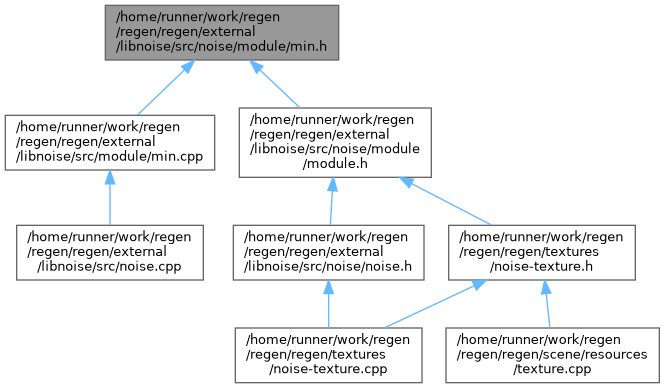 /home/runner/work/regen
/regen/regen/external
/libnoise/src/noise/module/min.h
/home/runner/work/regen
/regen/regen/external
/libnoise/src/module/min.cpp
/home/runner/work/regen
/regen/regen/external
/libnoise/src/noise/module
/module.h
/home/runner/work/regen
/regen/regen/external
/libnoise/src/noise.cpp
/home/runner/work/regen
/regen/regen/external
/libnoise/src/noise/noise.h
/home/runner/work/regen
/regen/regen/textures
/noise-texture.h
/home/runner/work/regen
/regen/regen/textures
/noise-texture.cpp
/home/runner/work/regen
/regen/regen/scene/resources
/texture.cpp